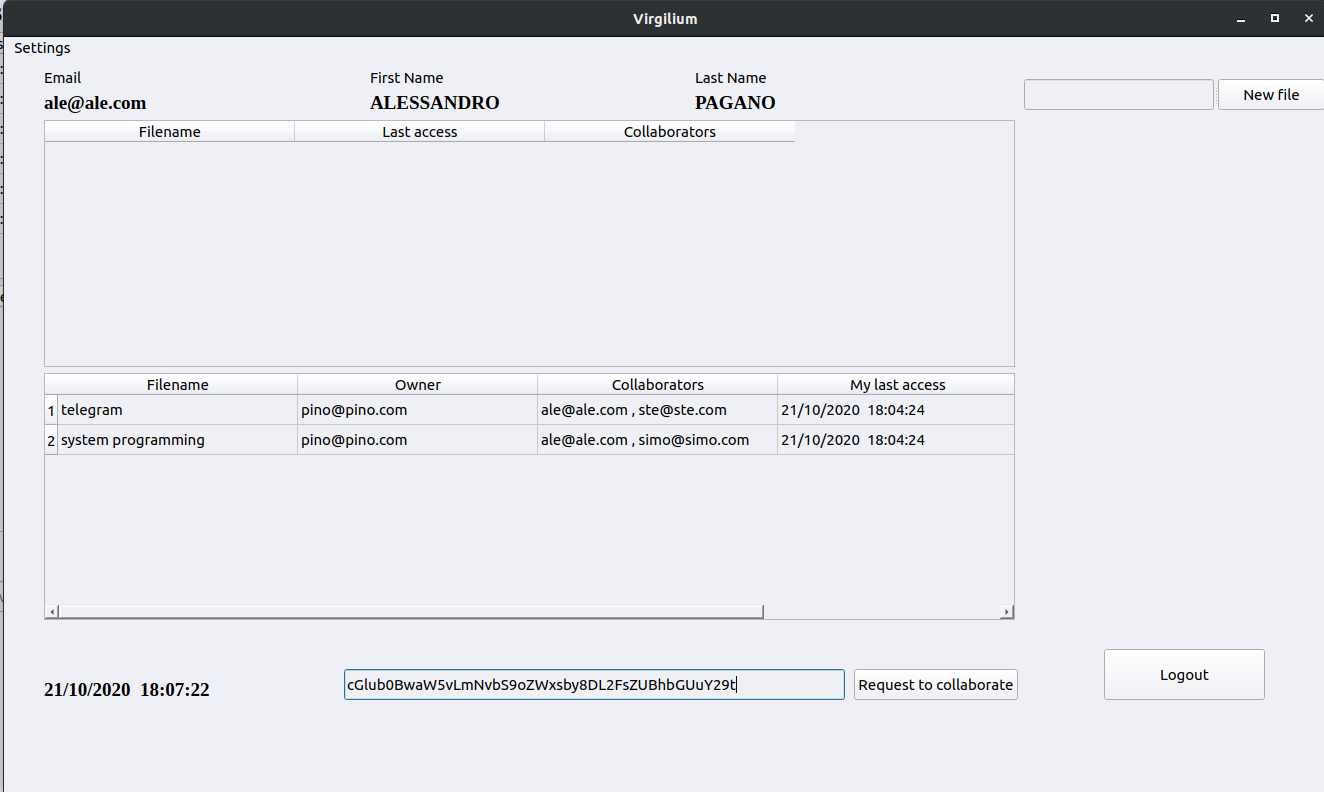 Virgilium
Settings
Email First Name Last Name
ale@ale.com ALESSANDRO PAGANO New file
Filename Last access Collaborators
Filename Owner Collaborators My last access
1 telegram pino@pino.com ale@ale.com , ste@ste.com 21/10/2020 18:04:24
2 system programming pino@pino.com ale@ale.com , simo@simo.com 21/10/2020 18:04:24
21/10/2020 18:07:22 cGlub0BwaW5vLmNvbS9oZWxsby8DL2FsZUBhbGUuY29t Request to collaborate Logout